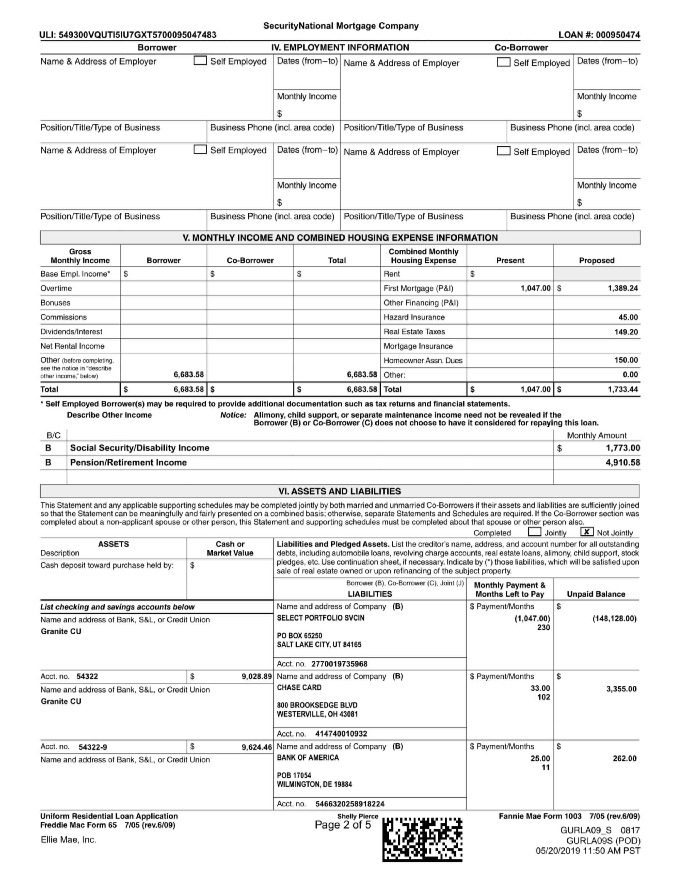 SecurityNational Mortgage Company
ULI: 549300VQUTI5IU7GXT5700095047483 LOAN #: 000950474
Borrower IV. EMPLOYMENT INFORMATION Co-Borrower
Name & Address of Employer Self Employed Dates (from–to) Name & Address of Employer Self Employed Dates (from–to)
Monthly Income Monthly Income
$ $
Position/Title/Type of Business Business Phone (incl. area code) Position/Title/Type of Business Business Phone (incl. area code)
Name & Address of Employer Self Employed Dates (from–to) Name & Address of Employer Self Employed Dates (from–to)
Monthly Income Monthly Income
$ $
Position/Title/Type of Business Business Phone (incl. area code) Position/Title/Type of Business Business Phone (incl. area code)
V. MONTHLY INCOME AND COMBINED HOUSING EXPENSE INFORMATION
Gross Monthly Income Borrower Co-Borrower Total Combined Monthly Housing Expense Present Proposed
Base Empl. Income* $ $ $ Rent $
Overtime First Mortgage (P&I) 1,047.00 $ 1,389.24
Bonuses Other Financing (P&I)
Commissions Hazard Insurance 45.00
Dividends/Interest Real Estate Taxes 149.20
Net Rental Income Mortgage Insurance
Other (before completing, Homeowner Assn. Dues 150.00
see the notice in "describe
other income," below) 6,683.58 6,683.58 Other: 0.00
Total $ 6,683.58 $ $ 6,683.58 Total $ 1,047.00 $ 1,733.44
* Self Employed Borrower(s) may be required to provide additional documentation such as tax returns and financial statements.
Describe Other Income Notice: Alimony, child support, or separate maintenance income need not be revealed if the
Borrower (B) or Co-Borrower (C) does not choose to have it considered for repaying this loan.
B/C Monthly Amount
B Social Security/Disability Income $ 1,773.00
B Pension/Retirement Income 4,910.58
VI. ASSETS AND LIABILITIES
This Statement and any applicable supporting schedules may be completed jointly by both married and unmarried Co-Borrowers if their assets and liabilities are sufficiently joined
so that the Statement can be meaningfully and fairly presented on a combined basis; otherwise, separate Statements and Schedules are required. If the Co-Borrower section was
completed about a non-applicant spouse or other person, this Statement and supporting schedules must be completed about that spouse or other person also.
Completed Jointly X Not Jointly
ASSETS Cash or Market Value
Description
Cash deposit toward purchase held by: $
Liabilities and Pledged Assets. List the creditor's name, address, and account number for all outstanding
debts, including automobile loans, revolving charge accounts, real estate loans, alimony, child support, stock
pledges, etc. Use continuation sheet, if necessary. Indicate by (*) those liabilities, which will be satisfied upon
sale of real estate owned or upon refinancing of the subject property.
Borrower (B), Co-Borrower (C), Joint (J)
LIABILITIES Monthly Payment & Months Left to Pay Unpaid Balance
List checking and savings accounts below Name and address of Company (B) $ Payment/Months $
Name and address of Bank, S&L, or Credit Union SELECT PORTFOLIO SVCIN (1,047.00) (148,128.00)
Granite CU 230
PO BOX 65250
SALT LAKE CITY, UT 84165
Acct. no. 2770019735968
Acct. no. 54322 $ 9,028.89 Name and address of Company (B) $ Payment/Months $
Name and address of Bank, S&L, or Credit Union CHASE CARD 33.00 3,355.00
Granite CU 102
800 BROOKSEDGE BLVD
WESTERVILLE, OH 43081
Acct. no. 414740010932
Acct. no. 54322-9 $ 9,624.46 Name and address of Company (B) $ Payment/Months $
Name and address of Bank, S&L, or Credit Union BANK OF AMERICA 25.00 262.00
11
POB 17054
WILMINGTON, DE 19884
Acct. no. 5466320258918224
Uniform Residential Loan Application Shelly Pierce Fannie Mae Form 1003 7/05 (rev.6/09)
Freddie Mac Form 65 7/05 (rev.6/09) Page 2 of 5
GURLA09_S 0817
Ellie Mae, Inc. GURLA09S (POD)
05/20/2019 11:50 AM PST